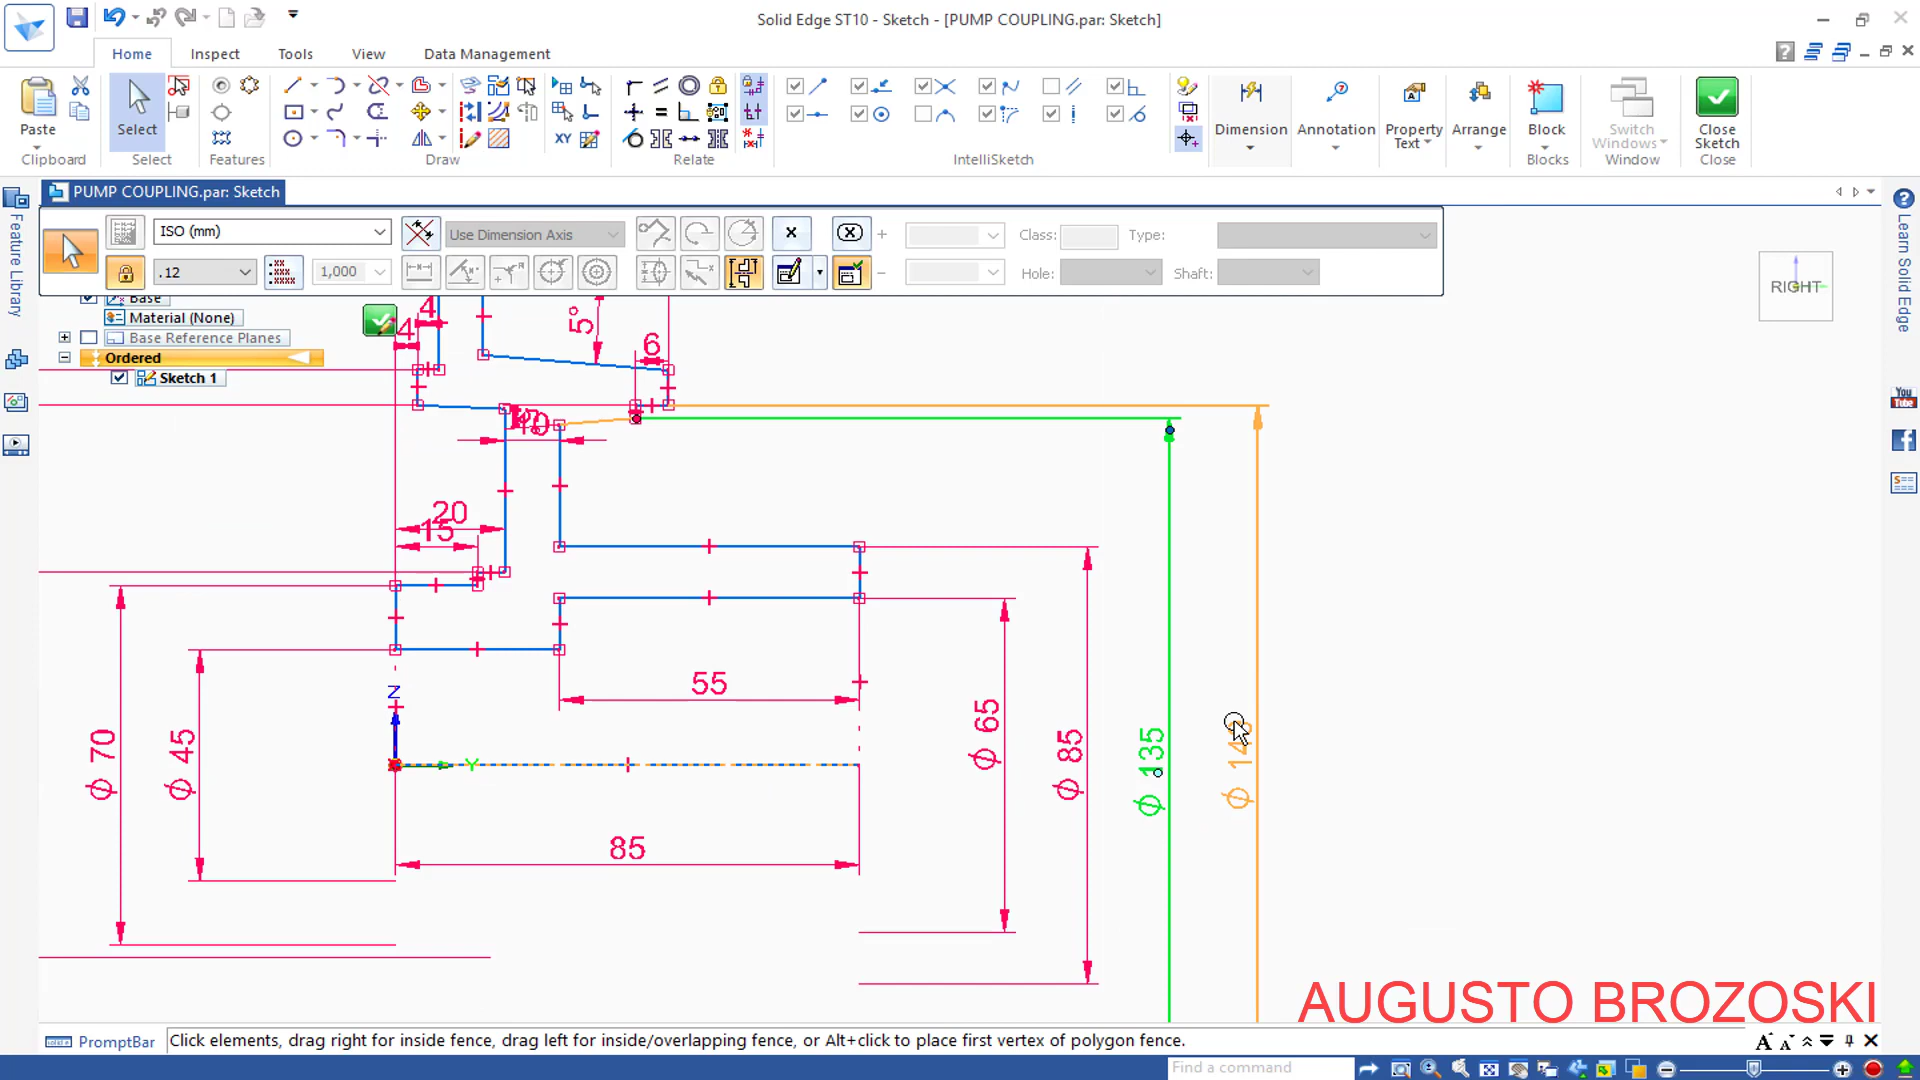 Solid Edge ST10 - Sketch - [PUMP COUPLING.par: Sketch]
Home Inspect Tools View Data Management
Paste Select Dimension Annotation Property Text Arrange Block Switch Windows Close Sketch
Clipboard Select Features Draw Relate IntelliSketch Blocks Window Close
PUMP COUPLING.par: Sketch
ISO (mm) Use Dimension Axis Class: Type:
.12 1,000 Hole: Shaft:
Base
Material (None)
Base Reference Planes
Ordered
Sketch 1
Feature Library
Learn Solid Edge
You Tube
RIGHT
XY
4
4
5°
6
10
20
15
55
85
ϕ 70
ϕ 45
ϕ 65
ϕ 85
ϕ 135
Z
Y
AUGUSTO BROZOSKI
PromptBar Click elements, drag right for inside fence, drag left for inside/overlapping fence, or Alt+click to place first vertex of polygon fence.
Find a command